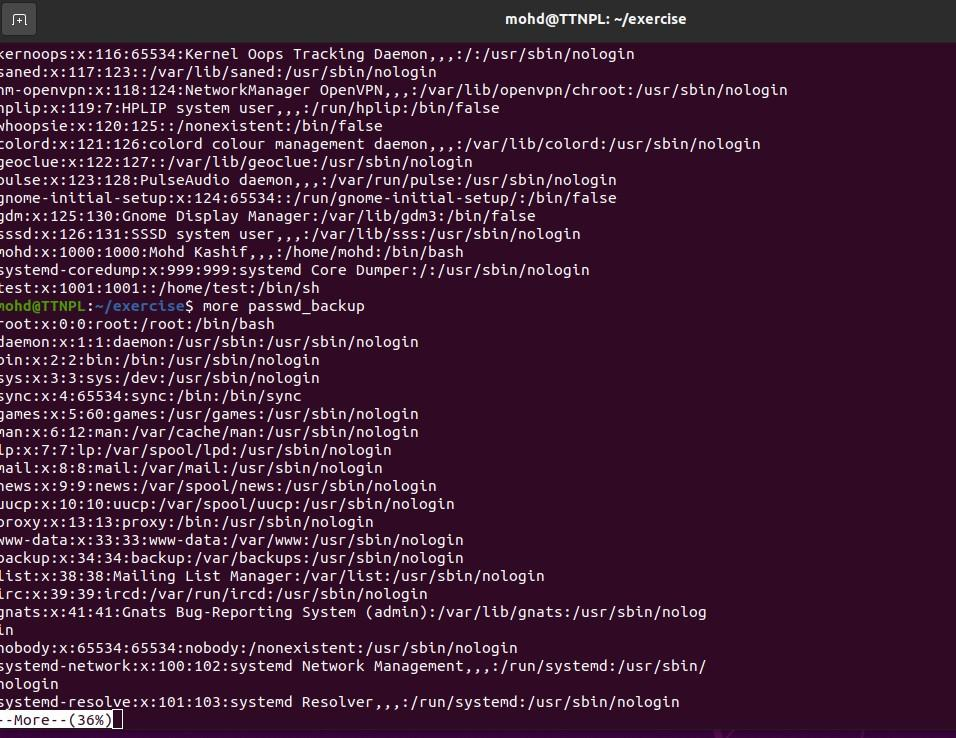 mohd@TTNPL: ~/exercise
kernoops:x:116:65534:Kernel Oops Tracking Daemon,,,:/:/usr/sbin/nologin
saned:x:117:123::/var/lib/saned:/usr/sbin/nologin
nm-openvpn:x:118:124:NetworkManager OpenVPN,,,:/var/lib/openvpn/chroot:/usr/sbin/nologin
hplip:x:119:7:HPLIP system user,,,:/run/hplip:/bin/false
whoopsie:x:120:125::/nonexistent:/bin/false
colord:x:121:126:colord colour management daemon,,,:/var/lib/colord:/usr/sbin/nologin
geoclue:x:122:127::/var/lib/geoclue:/usr/sbin/nologin
pulse:x:123:128:PulseAudio daemon,,,:/var/run/pulse:/usr/sbin/nologin
gnome-initial-setup:x:124:65534::/run/gnome-initial-setup/:/bin/false
gdm:x:125:130:Gnome Display Manager:/var/lib/gdm3:/bin/false
sssd:x:126:131:SSSD system user,,,:/var/lib/sss:/usr/sbin/nologin
mohd:x:1000:1000:Mohd Kashif,,,:/home/mohd:/bin/bash
systemd-coredump:x:999:999:systemd Core Dumper:/:/usr/sbin/nologin
test:x:1001:1001::/home/test:/bin/sh
mohd@TTNPL:~/exercise$ more passwd_backup
root:x:0:0:root:/root:/bin/bash
daemon:x:1:1:daemon:/usr/sbin:/usr/sbin/nologin
bin:x:2:2:bin:/bin:/usr/sbin/nologin
sys:x:3:3:sys:/dev:/usr/sbin/nologin
sync:x:4:65534:sync:/bin:/bin/sync
games:x:5:60:games:/usr/games:/usr/sbin/nologin
man:x:6:12:man:/var/cache/man:/usr/sbin/nologin
lp:x:7:7:lp:/var/spool/lpd:/usr/sbin/nologin
mail:x:8:8:mail:/var/mail:/usr/sbin/nologin
news:x:9:9:news:/var/spool/news:/usr/sbin/nologin
uucp:x:10:10:uucp:/var/spool/uucp:/usr/sbin/nologin
proxy:x:13:13:proxy:/bin:/usr/sbin/nologin
www-data:x:33:33:www-data:/var/www:/usr/sbin/nologin
backup:x:34:34:backup:/var/backups:/usr/sbin/nologin
list:x:38:38:Mailing List Manager:/var/list:/usr/sbin/nologin
irc:x:39:39:ircd:/var/run/ircd:/usr/sbin/nologin
gnats:x:41:41:Gnats Bug-Reporting System (admin):/var/lib/gnats:/usr/sbin/nolog
in
nobody:x:65534:65534:nobody:/nonexistent:/usr/sbin/nologin
systemd-network:x:100:102:systemd Network Management,,,:/run/systemd:/usr/sbin/
nologin
systemd-resolve:x:101:103:systemd Resolver,,,:/run/systemd:/usr/sbin/nologin
--More--(36%)